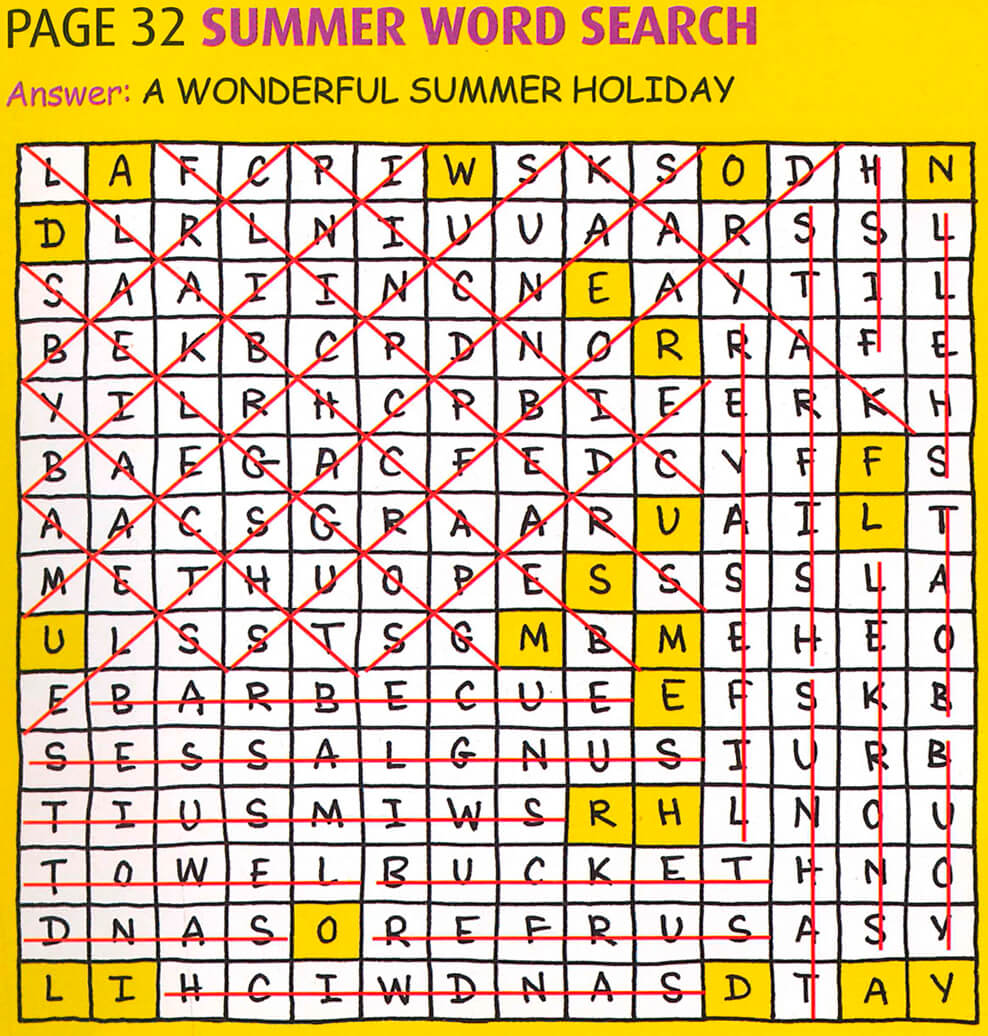 PAGE 32 SUMMER WORD SEARCH
Answer: A WONDERFUL SUMMER HOLIDAY
L A F C P I W S K S O D H N
D L R L N I U U A A R S S L
S A A I I N C N E A Y T I L
B E K B C P D N O R R A F E
Y I L R H C P B I E E R K H
B A E G A C F E D C V F F S
A A C S G R A A R U A I L T
M E T H U O P E S S S S L A
U L S S T S G M B M E H E O
E B A R B E C U E E F S K B
S E S S A L G N U S I U R B
T I U S M I W S R H L N O U
T O W E L B U C K E T H N O
D N A S O R E F R U S A S Y
L I H C I W D N A S D T A Y